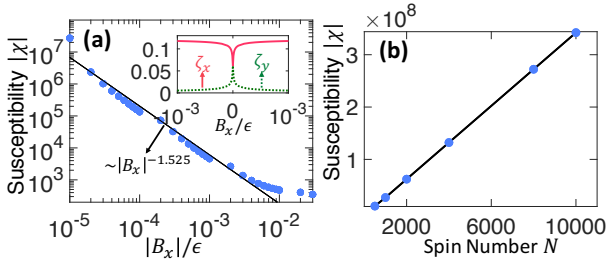 (a)
Susceptibility |χ|
10^7
10^6
10^5
10^4
10^3
10^-5
10^-4
10^-3
10^-2
|B_x|/ϵ
~|B_x|^-1.525
0.1
0.05
0
ζ_x
ζ_y
10^-3
0
10^-3
B_x/ϵ
(b)
×10^8
Susceptibility |χ|
3
2
1
2000
6000
10000
Spin Number N